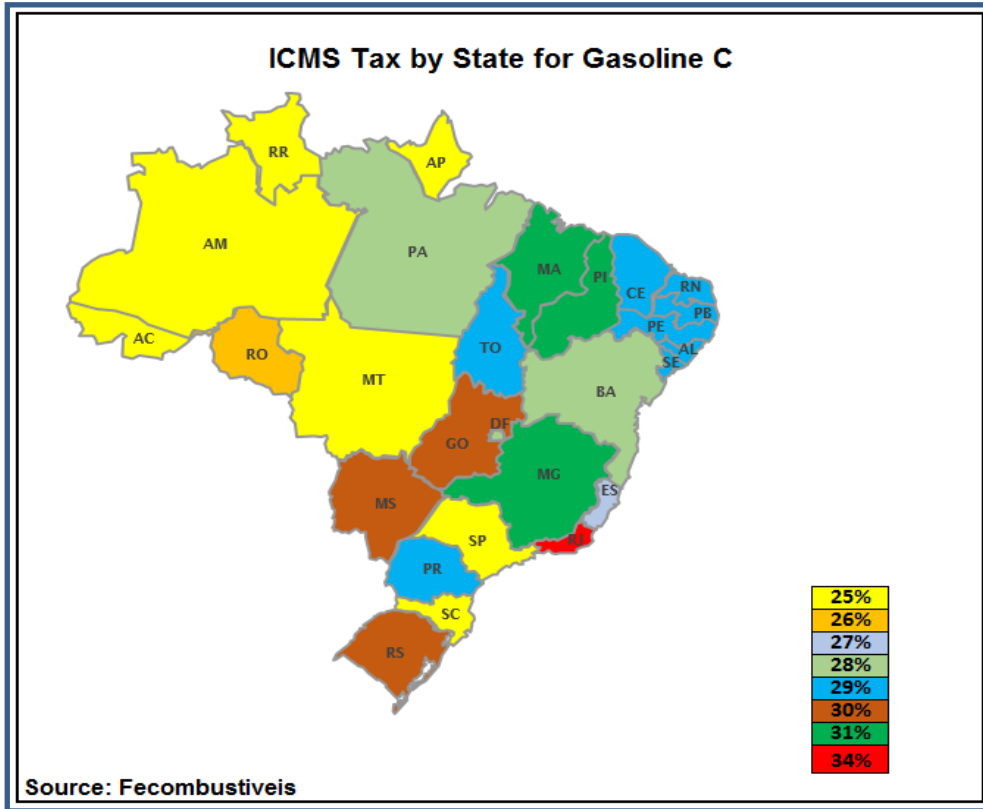 ICMS Tax by State for Gasoline C
RR
AP
AM
PA
MA
PI
CE
RN
PB
PE
AL
SE
AC
RO
TO
MT
BA
DF
GO
MG
MS
ES
SP
RJ
PR
SC
RS
25%
26%
27%
28%
29%
30%
31%
34%
Source: Fecombustiveis